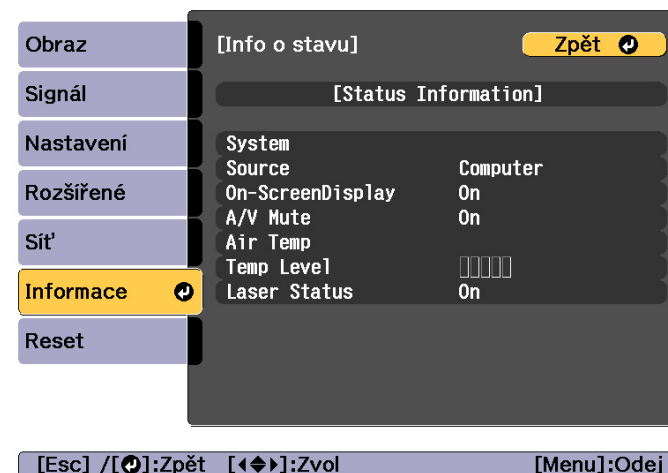 Obraz
Signál
Nastavení
Rozšířené
Síť
Informace
Reset
[Info o stavu]
Zpět
[Status Information]
System
Source Computer
On-ScreenDisplay On
A/V Mute On
Air Temp
Temp Level
Laser Status On
[Esc] /[ ]:Zpět [ ]:Zvol [Menu]:Odej